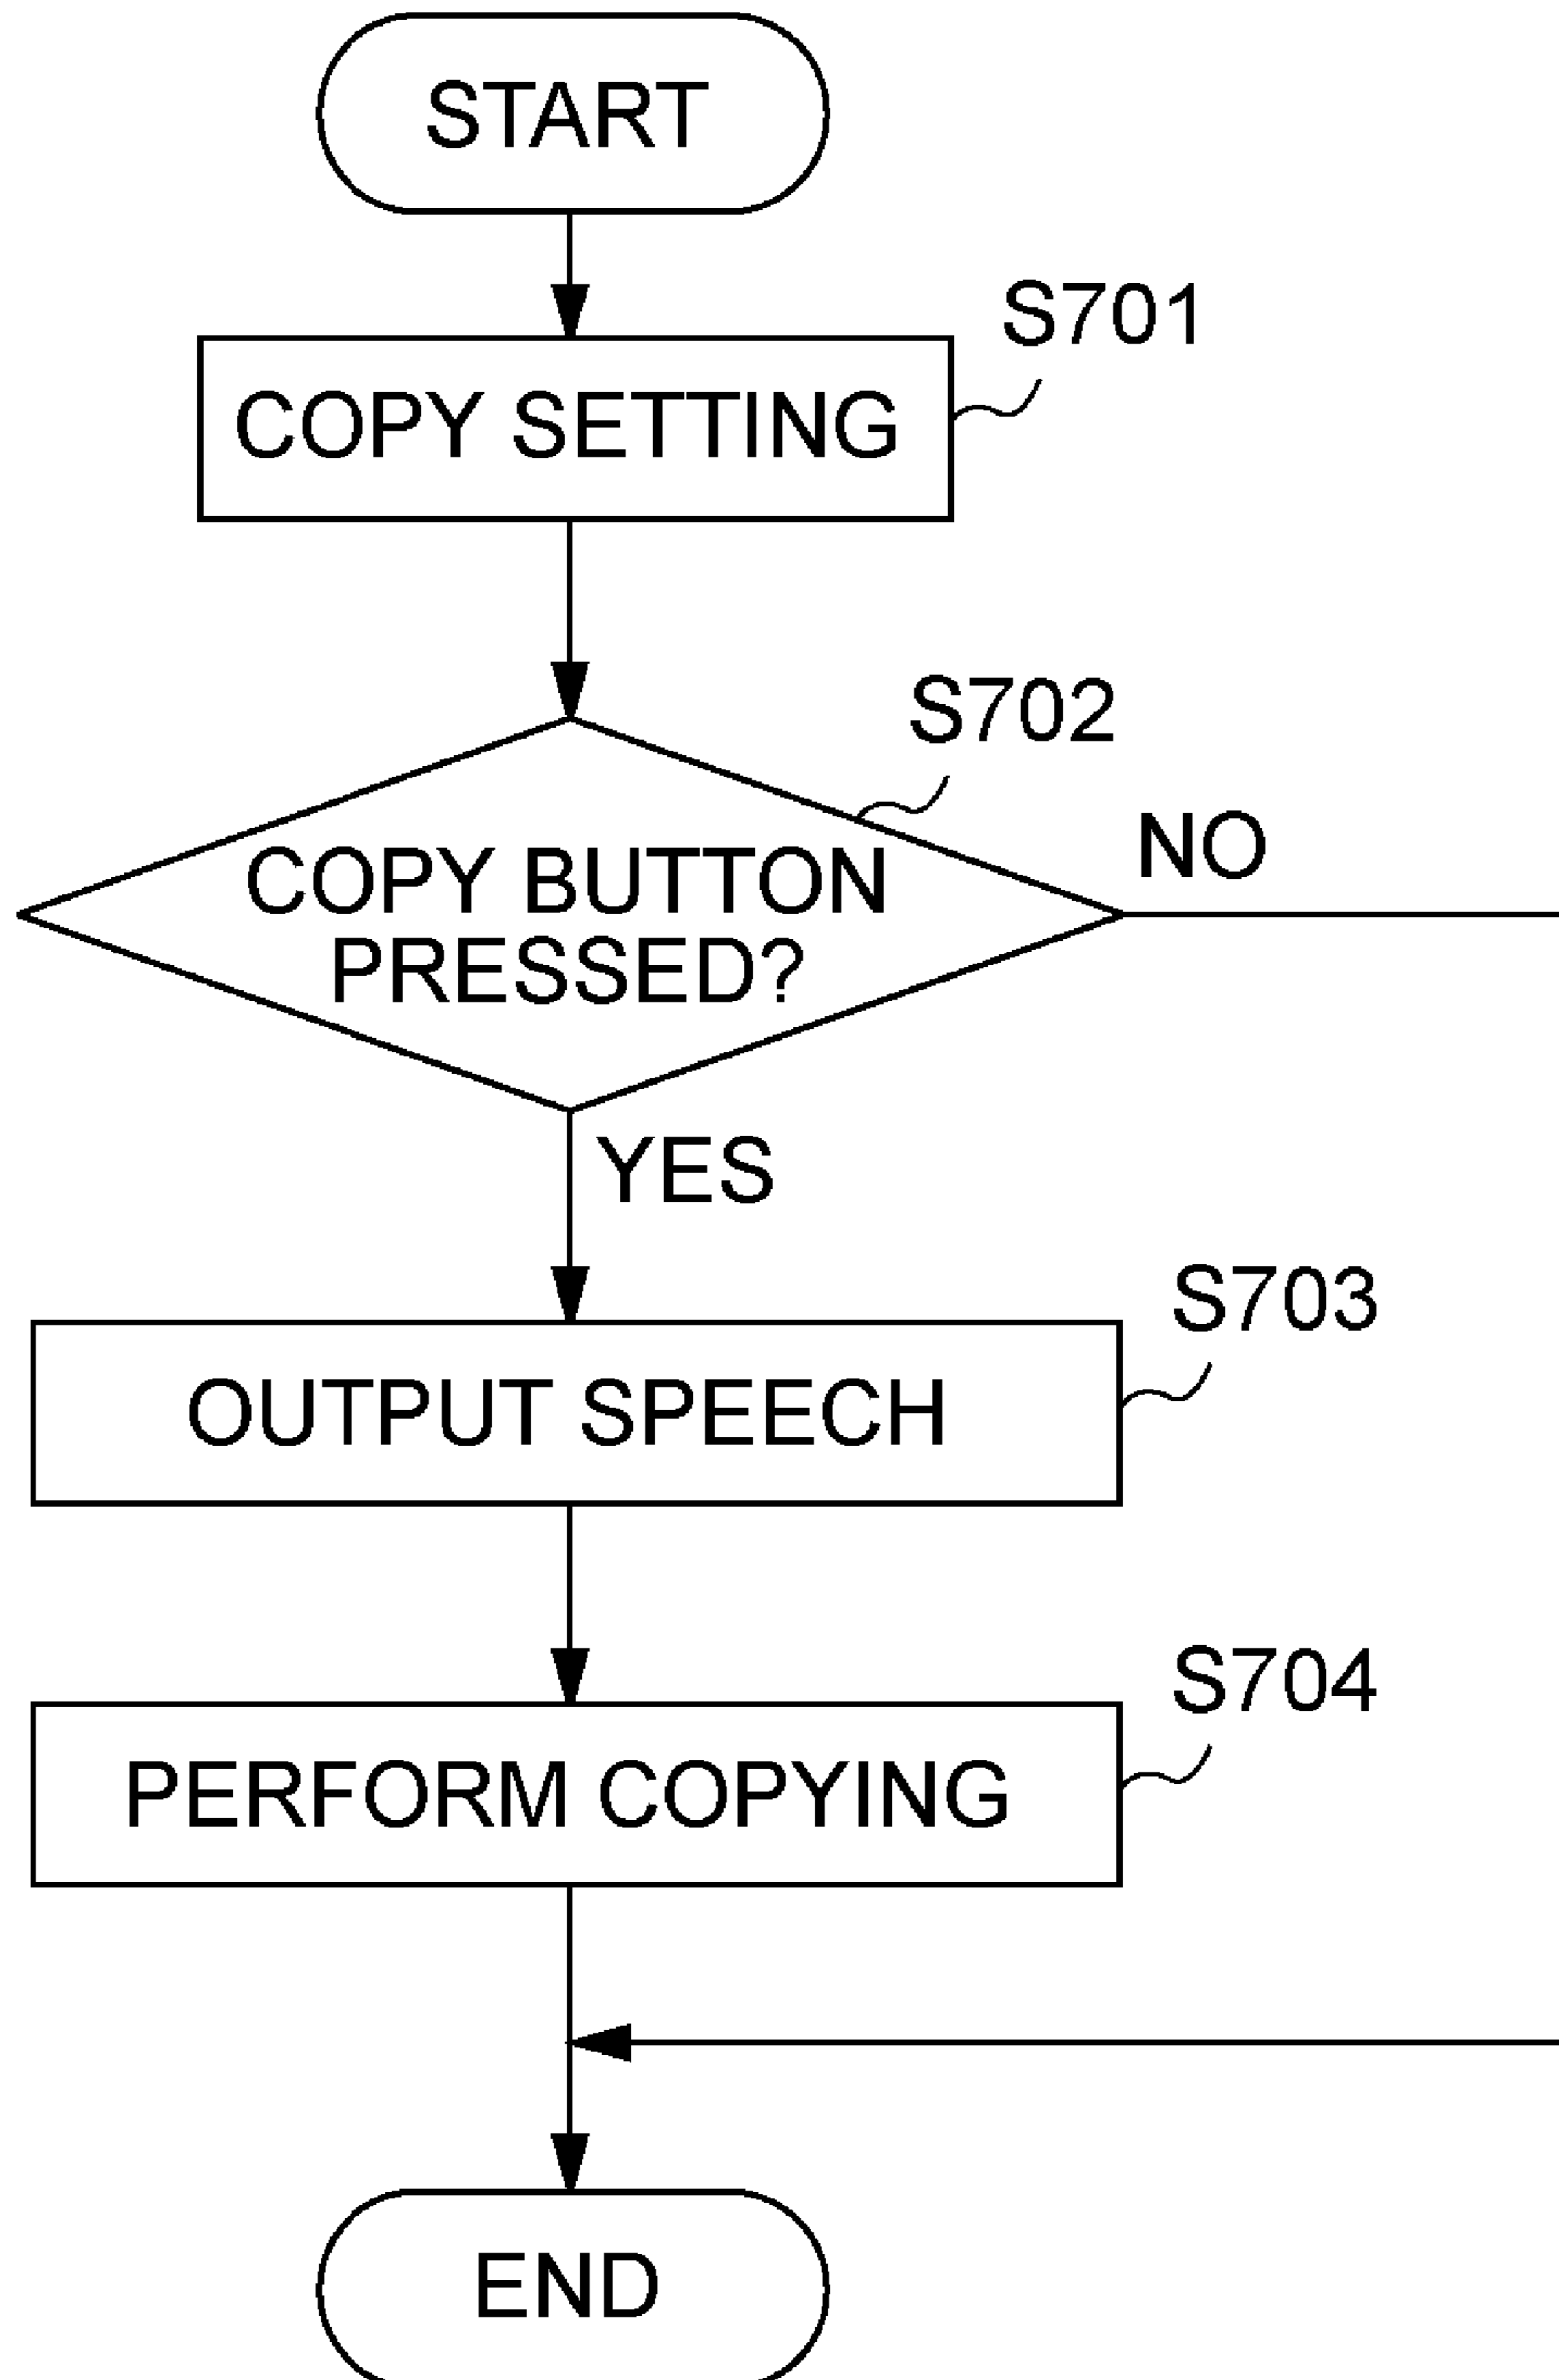 START
S701
COPY SETTING
S702
NO
COPY BUTTON
PRESSED?
YES
S703
OUTPUT SPEECH
S704
PERFORM COPYING
END